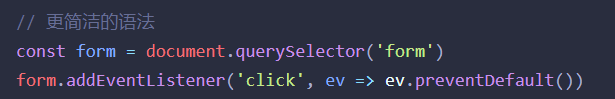 // 更简洁的语法
const form = document.querySelector('form')
form.addEventListener('click', ev => ev.preventDefault())